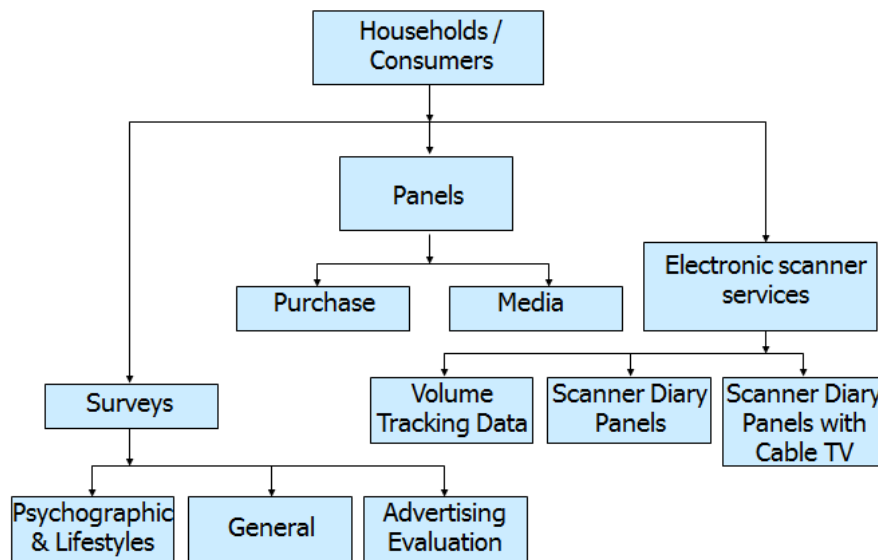 Households /
Consumers
Panels
Electronic scanner
services
Purchase
Media
Surveys
Volume
Tracking Data
Scanner Diary
Panels
Scanner Diary
Panels with
Cable TV
Psychographic
& Lifestyles
General
Advertising
Evaluation